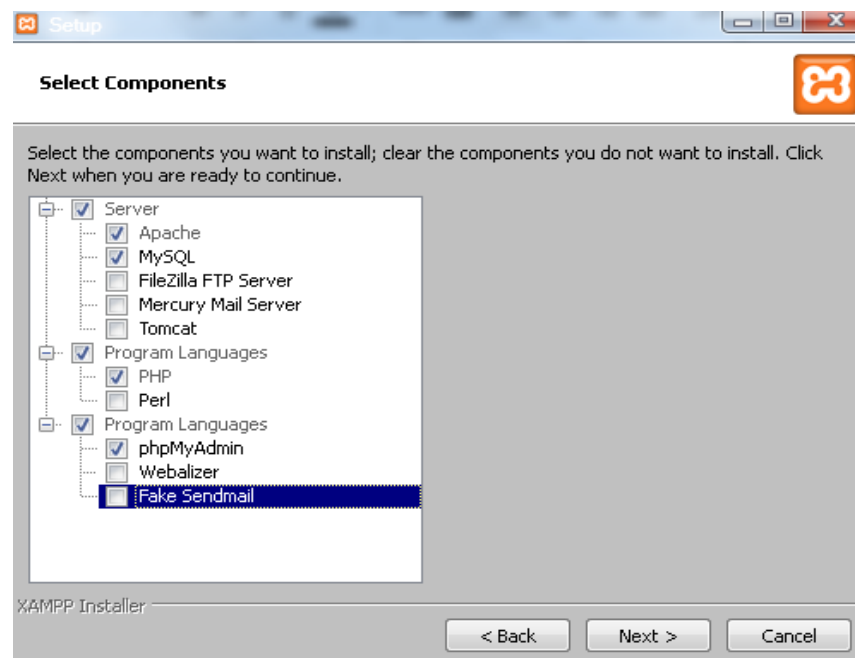 Setup
Select Components
Select the components you want to install; clear the components you do not want to install. Click
Next when you are ready to continue.
Server
Apache
MySQL
FileZilla FTP Server
Mercury Mail Server
Tomcat
Program Languages
PHP
Perl
Program Languages
phpMyAdmin
Webalizer
Fake Sendmail
XAMPP Installer
< Back Next > Cancel